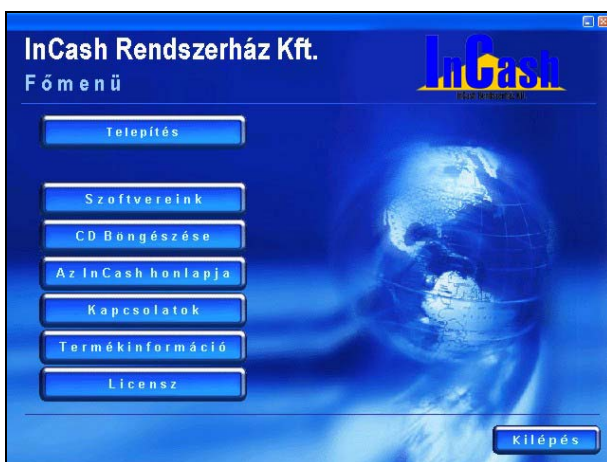 InCash Rendszerház Kft.
Főmenü
InCash
Telepítés
Szoftvereink
CD Böngészése
Az InCash honlapja
Kapcsolatok
Termékinformáció
Licensz
Kilépés